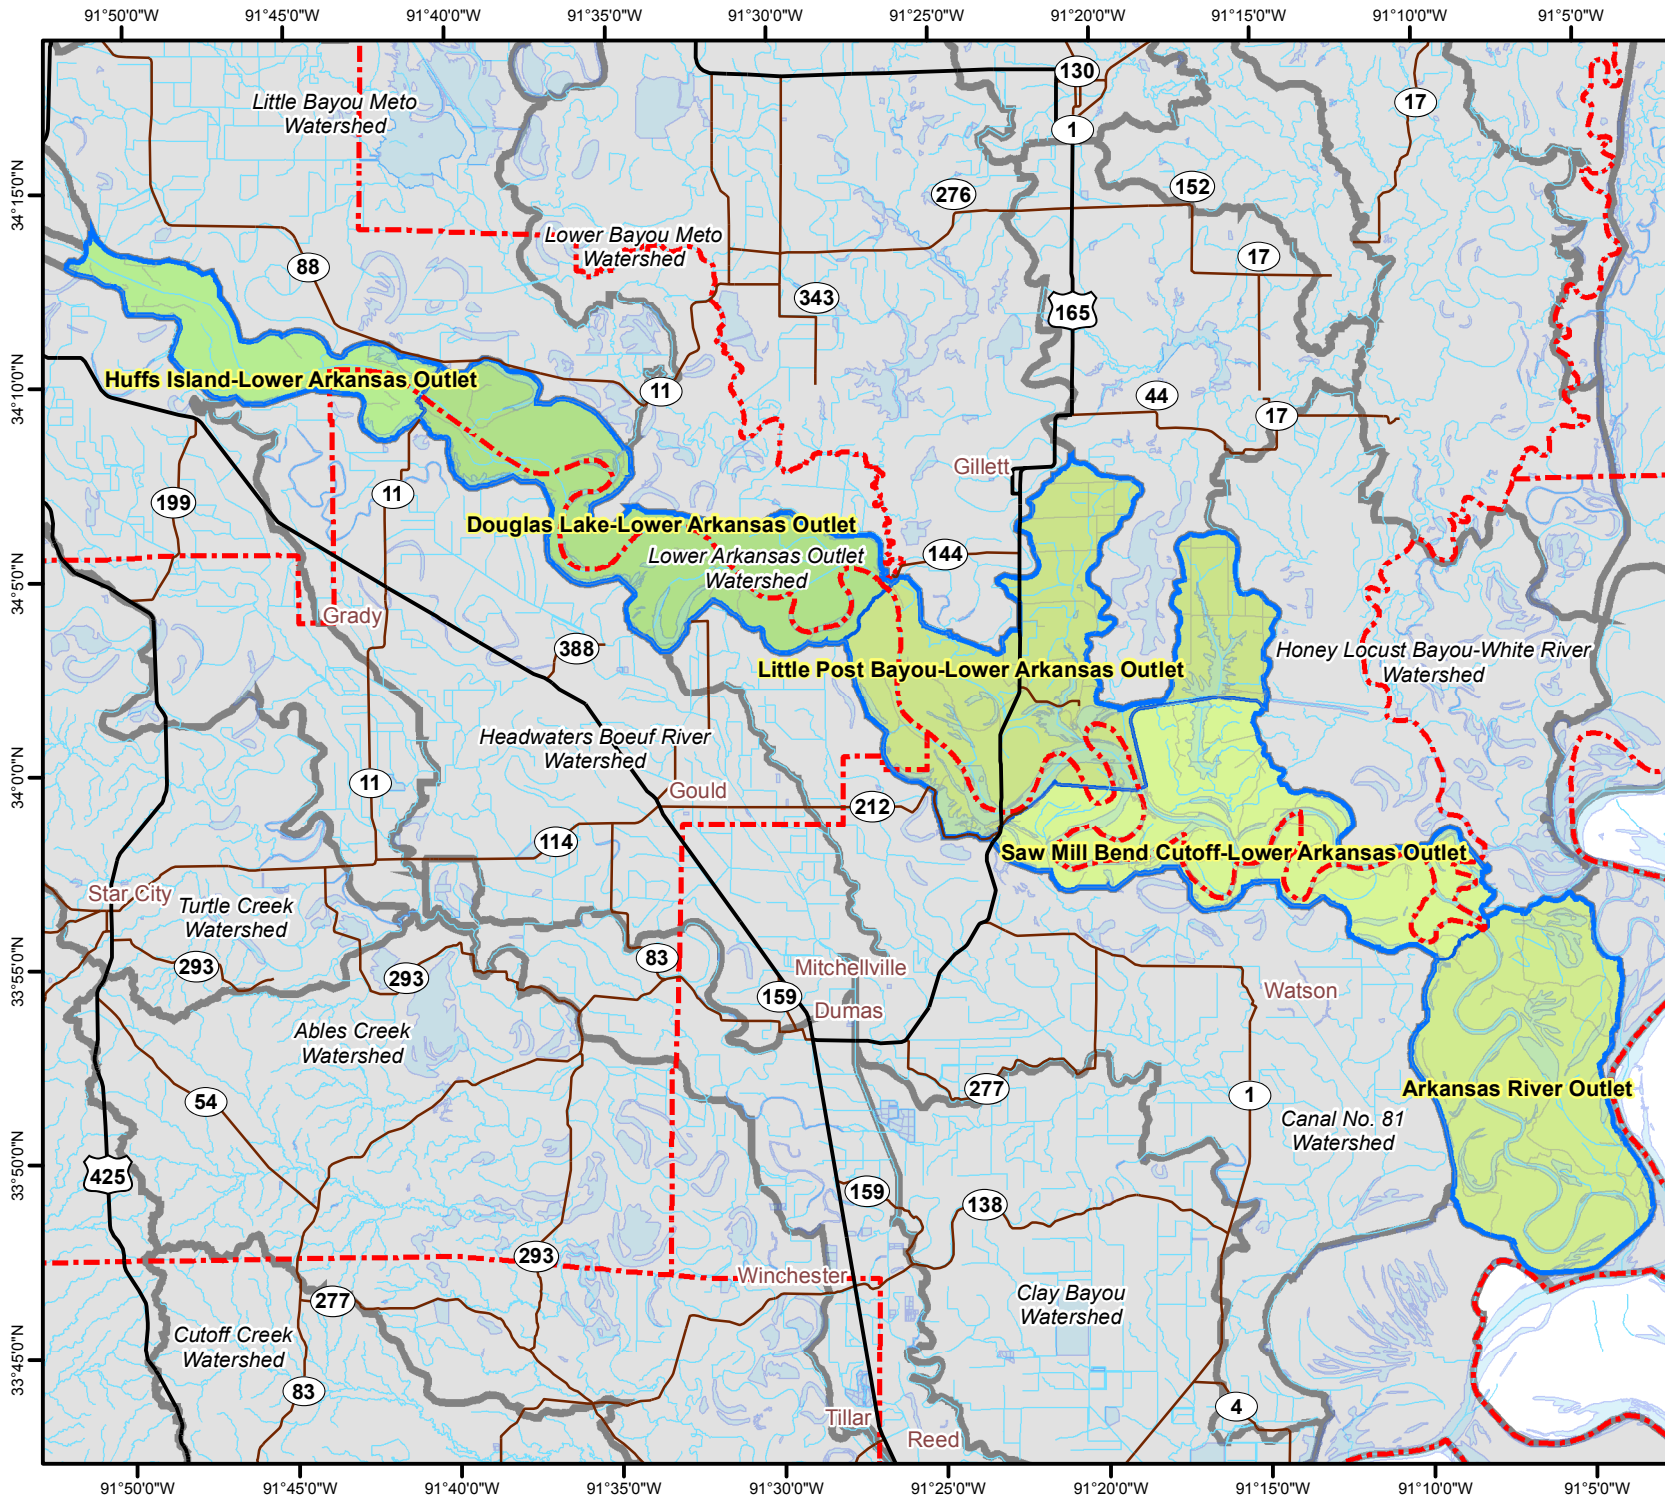 91°50'0"W 91°45'0"W 91°40'0"W 91°35'0"W 91°30'0"W 91°25'0"W 91°20'0"W 91°15'0"W 91°10'0"W 91°5'0"W
130
Little Bayou Meto
Watershed
17
1
34°15'0"N
276
152
Lower Bayou Meto
Watershed
88
17
343
165
34°10'0"N
Huffs Island-Lower Arkansas Outlet
11
44
17
Gillett
199
11
Douglas Lake-Lower Arkansas Outlet
Lower Arkansas Outlet
Watershed
144
34°5'0"N
Grady
388
Honey Locust Bayou-White River
Watershed
Little Post Bayou-Lower Arkansas Outlet
Headwaters Boeuf River
Watershed
34°0'0"N
11
Gould
212
114
Saw Mill Bend Cutoff-Lower Arkansas Outlet
Star City
Turtle Creek
Watershed
33°55'0"N
293
293
83
Mitchellville
159
Dumas
Watson
Ables Creek
Watershed
54
277
1
Arkansas River Outlet
Canal No. 81
Watershed
33°50'0"N
425
159
138
293
Winchester
277
Clay Bayou
Watershed
Cutoff Creek
Watershed
33°45'0"N
83
4
Tillar
Reed
91°50'0"W 91°45'0"W 91°40'0"W 91°35'0"W 91°30'0"W 91°25'0"W 91°20'0"W 91°15'0"W 91°10'0"W 91°5'0"W